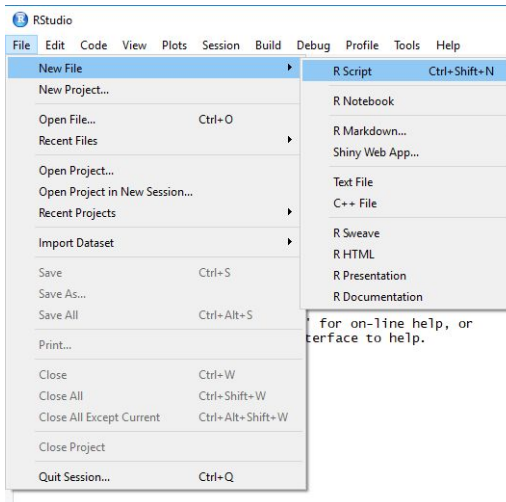 RStudio
File Edit Code View Plots Session Build Debug Profile Tools Help
New File
New Project...
Open File... Ctrl+O
Recent Files
Open Project...
Open Project in New Session...
Recent Projects
Import Dataset
Save Ctrl+S
Save As...
Save All Ctrl+Alt+S
Print...
Close Ctrl+W
Close All Ctrl+Shift+W
Close All Except Current Ctrl+Alt+Shift+W
Close Project
Quit Session... Ctrl+Q
R Script Ctrl+Shift+N
R Notebook
R Markdown...
Shiny Web App...
Text File
C++ File
R Sweave
R HTML
R Presentation
R Documentation
' for on-line help, or
terface to help.